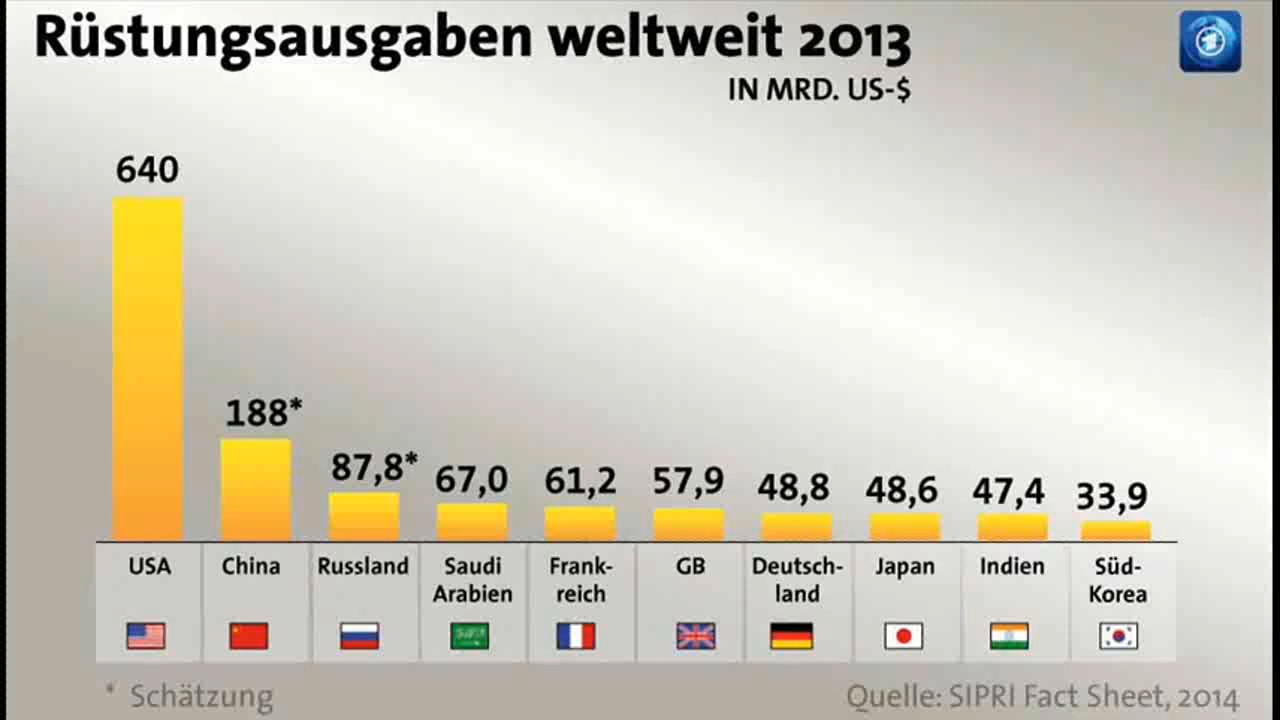 Rüstungsausgaben weltweit 2013
IN MRD. US-$
640
188*
87,8*
67,0
61,2
57,9
48,8
48,6
47,4
33,9
USA
China
Russland
Saudi
Arabien
Frank-
reich
GB
Deutsch-
land
Japan
Indien
Süd-
Korea
* Schätzung
Quelle: SIPRI Fact Sheet, 2014